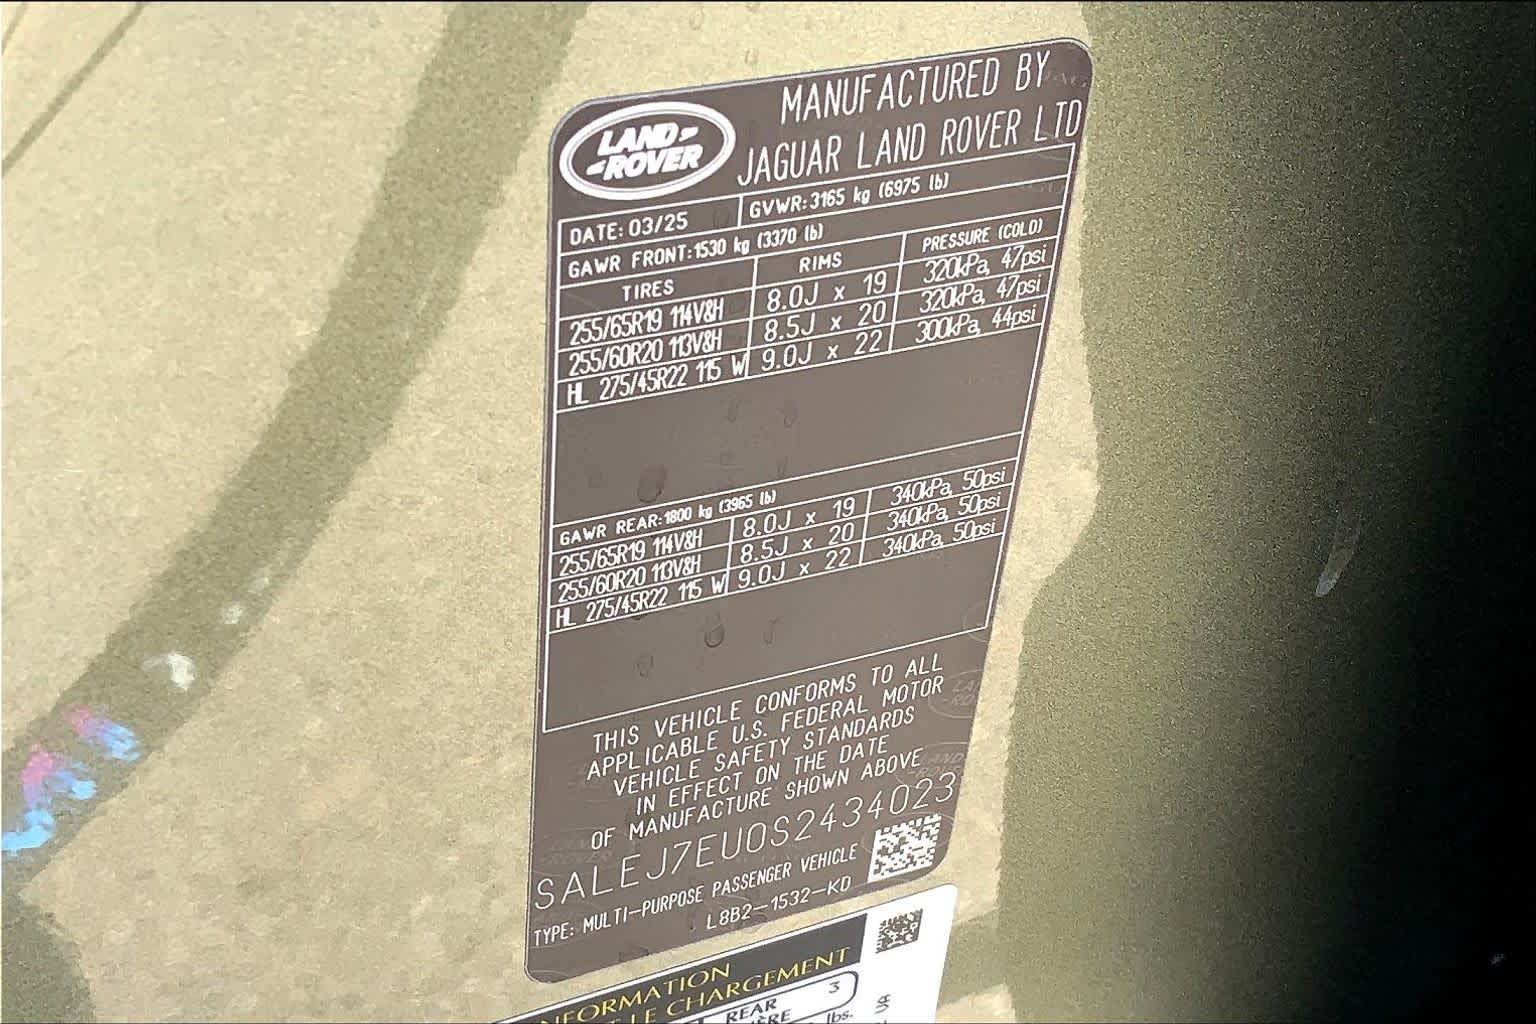 MANUFACTURED BY
JAGUAR LAND ROVER LTD
LAND
ROVER
DATE: 03/25 GVWR: 3165 kg (6975 lb)
GAWR FRONT: 1530 kg (3370 lb)
TIRES RIMS PRESSURE (COLD)
255/65R19 114V&H 8.0J x 19 320kPa, 47psi
255/60R20 113V&H 8.5J x 20 320kPa, 47psi
HL 275/45R22 115 W 9.0J x 22 300kPa, 44psi
GAWR REAR: 1800 kg (3965 lb)
255/65R19 114V&H 8.0J x 19 340kPa, 50psi
255/60R20 113V&H 8.5J x 20 340kPa, 50psi
HL 275/45R22 115 W 9.0J x 22 340kPa, 50psi
THIS VEHICLE CONFORMS TO ALL
APPLICABLE U.S. FEDERAL MOTOR
VEHICLE SAFETY STANDARDS
IN EFFECT ON THE DATE
OF MANUFACTURE SHOWN ABOVE
SALEJ7EU0S2434023
TYPE: MULTI-PURPOSE PASSENGER VEHICLE
L8B2-1532-KD
LE CHARGEMENT
REAR 3
lbs.